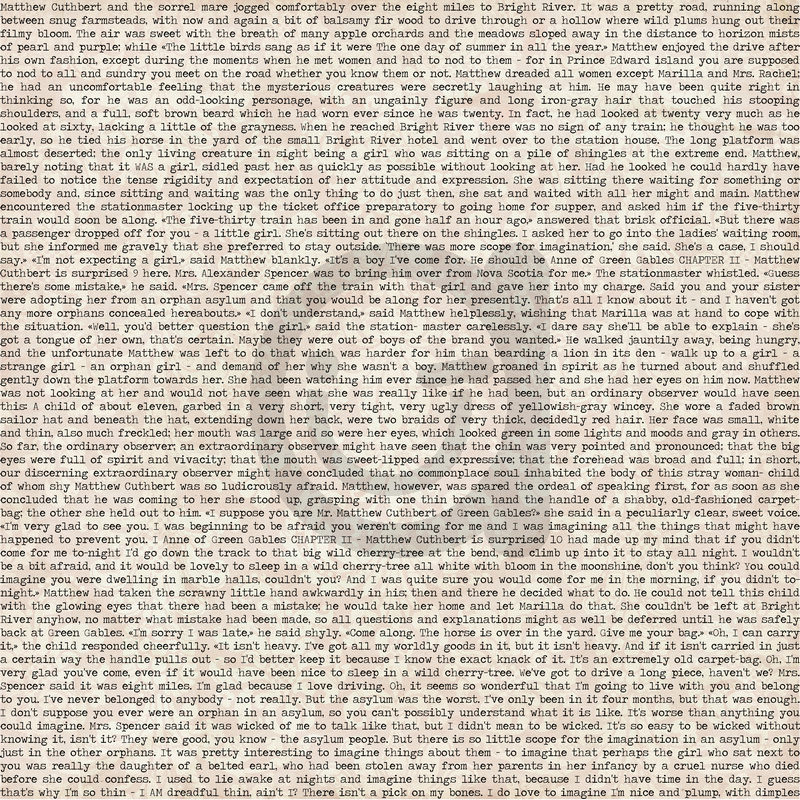 Matthew Cuthbert and the sorrel mare jogged comfortably over the eight miles to Bright River. It was a pretty road, running along
between snug farmsteads, with now and again a bit of balsamy fir wood to drive through or a hollow where wild plums hung out their
filmy bloom. The air was sweet with the breath of many apple orchards and the meadows sloped away in the distance to horizon mists
of pearl and purple; while «The little birds sang as if it were The one day of summer in all the year.» Matthew enjoyed the drive after
his own fashion, except during the moments when he met women and had to nod to them - for in Prince Edward island you are supposed
to nod to all and sundry you meet on the road whether you know them or not. Matthew dreaded all women except Marilla and Mrs. Rachel;
he had an uncomfortable feeling that the mysterious creatures were secretly laughing at him. He may have been quite right in
thinking so, for he was an odd-looking personage, with an ungainly figure and long iron-gray hair that touched his stooping
shoulders, and a full, soft brown beard which he had worn ever since he was twenty. In fact, he had looked at twenty very much as he
looked at sixty, lacking a little of the grayness. When he reached Bright River there was no sign of any train; he thought he was too
early, so he tied his horse in the yard of the small Bright River hotel and went over to the station house. The long platform was
almost deserted; the only living creature in sight being a girl who was sitting on a pile of shingles at the extreme end. Matthew,
barely noting that it WAS a girl, sidled past her as quickly as possible without looking at her. Had he looked he could hardly have
failed to notice the tense rigidity and expectation of her attitude and expression. She was sitting there waiting for something or
somebody and, since sitting and waiting was the only thing to do just then, she sat and waited with all her might and main. Matthew
encountered the stationmaster locking up the ticket office preparatory to going home for supper, and asked him if the five-thirty
train would soon be along. «The five-thirty train has been in and gone half an hour ago,» answered that brisk official. «But there was
a passenger dropped off for you - a little girl. She's sitting out there on the shingles. I asked her to go into the ladies' waiting room,
but she informed me gravely that she preferred to stay outside. 'There was more scope for imagination,' she said. She's a case, I should
say.» «I'm not expecting a girl,» said Matthew blankly. «It's a boy I've come for. He should be Anne of Green Gables CHAPTER II - Matthew
Cuthbert is surprised 9 here. Mrs. Alexander Spencer was to bring him over from Nova Scotia for me.» The stationmaster whistled. «Guess
there's some mistake,» he said. «Mrs. Spencer came off the train with that girl and gave her into my charge. Said you and your sister
were adopting her from an orphan asylum and that you would be along for her presently. That's all I know about it - and I haven't got
any more orphans concealed hereabouts.» «I don't understand,» said Matthew helplessly, wishing that Marilla was at hand to cope with
the situation. «Well, you'd better question the girl,» said the station- master carelessly. «I dare say she'll be able to explain - she's
got a tongue of her own, that's certain. Maybe they were out of boys of the brand you wanted.» He walked jauntily away, being hungry,
and the unfortunate Matthew was left to do that which was harder for him than bearding a lion in its den - walk up to a girl - a
strange girl - an orphan girl - and demand of her why she wasn't a boy. Matthew groaned in spirit as he turned about and shuffled
gently down the platform towards her. She had been watching him ever since he had passed her and she had her eyes on him now. Matthew
was not looking at her and would not have seen what she was really like if he had been, but an ordinary observer would have seen
this: A child of about eleven, garbed in a very short, very tight, very ugly dress of yellowish-gray wincey. She wore a faded brown
sailor hat and beneath the hat, extending down her back, were two braids of very thick, decidedly red hair. Her face was small, white
and thin, also much freckled; her mouth was large and so were her eyes, which looked green in some lights and moods and gray in others.
So far, the ordinary observer; an extraordinary observer might have seen that the chin was very pointed and pronounced; that the big
eyes were full of spirit and vivacity; that the mouth was sweet-lipped and expressive; that the forehead was broad and full; in short,
our discerning extraordinary observer might have concluded that no commonplace soul inhabited the body of this stray woman- child
of whom shy Matthew Cuthbert was so ludicrously afraid. Matthew, however, was spared the ordeal of speaking first, for as soon as she
concluded that he was coming to her she stood up, grasping with one thin brown hand the handle of a shabby, old-fashioned carpet-
bag; the other she held out to him. «I suppose you are Mr. Matthew Cuthbert of Green Gables?» she said in a peculiarly clear, sweet voice.
«I'm very glad to see you. I was beginning to be afraid you weren't coming for me and I was imagining all the things that might have
happened to prevent you. I Anne of Green Gables CHAPTER II - Matthew Cuthbert is surprised 10 had made up my mind that if you didn't
come for me to-night I'd go down the track to that big wild cherry-tree at the bend, and climb up into it to stay all night. I wouldn't
be a bit afraid, and it would be lovely to sleep in a wild cherry-tree all white with bloom in the moonshine, don't you think? You could
imagine you were dwelling in marble halls, couldn't you? And I was quite sure you would come for me in the morning, if you didn't to-
night.» Matthew had taken the scrawny little hand awkwardly in his; then and there he decided what to do. He could not tell this child
with the glowing eyes that there had been a mistake; he would take her home and let Marilla do that. She couldn't be left at Bright
River anyhow, no matter what mistake had been made, so all questions and explanations might as well be deferred until he was safely
back at Green Gables. «I'm sorry I was late,» he said shyly. «Come along. The horse is over in the yard. Give me your bag.» «Oh, I can carry
it,» the child responded cheerfully. «It isn't heavy. I've got all my worldly goods in it but it isn't heavy. And if it isn't carried in just
a certain way the handle pulls out - so I'd better keep it because I know the exact knack of it. It's an extremely old carpet-bag. Oh, I'm
very glad you've come, even if it would have been nice to sleep in a wild cherry-tree. We've got to drive a long piece, haven't we? Mrs.
Spencer said it was eight miles. I'm glad because I love driving. Oh, it seems so wonderful that I'm going to live with you and belong
to you. I've never belonged to anybody - not really. But the asylum was the worst. I've only been in it four months, but that was enough.
I don't suppose you ever were an orphan in an asylum, so you can't possibly understand what it is like. It's worse than anything you
could imagine. Mrs. Spencer said it was wicked of me to talk like that, but I didn't mean to be wicked. It's so easy to be wicked without
knowing it, isn't it? They were good, you know - the asylum people. But there is so little scope for the imagination in an asylum - only
just in the other orphans. It was pretty interesting to imagine things about them - to imagine that perhaps the girl who sat next to
you was really the daughter of a belted earl, who had been stolen away from her parents in her infancy by a cruel nurse who died
before she could confess. I used to lie awake at nights and imagine things like that, because I didn't have time in the day. I guess
that's why I'm so thin - I AM dreadful thin, ain't I? There isn't a pick on my bones. I do love to imagine I'm nice and plump, with dimples